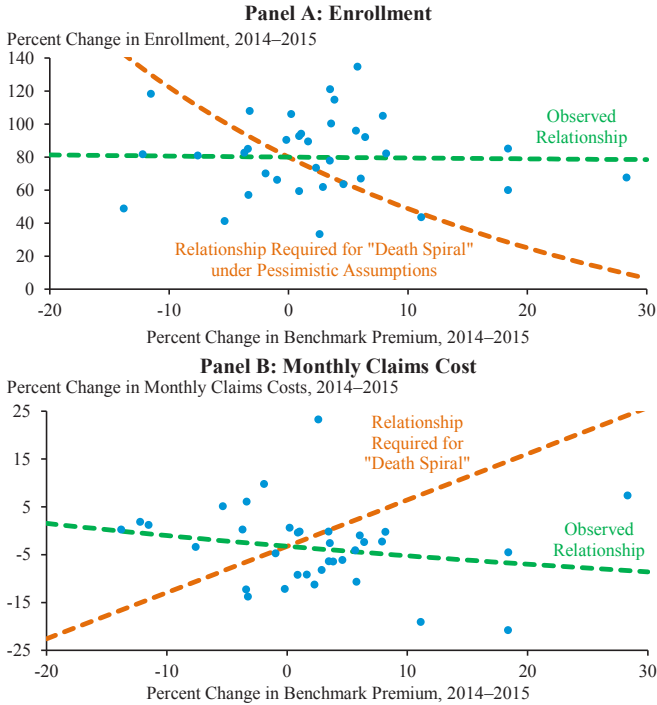 Panel A: Enrollment
Percent Change in Enrollment, 2014–2015
140
120
100
80
60
40
20
0
Observed
Relationship
Relationship Required for "Death Spiral"
under Pessimistic Assumptions
-20
-10
0
10
20
30
Percent Change in Benchmark Premium, 2014–2015
Panel B: Monthly Claims Cost
Percent Change in Monthly Claims Costs, 2014–2015
25
15
5
-5
-15
-25
Relationship
Required for
"Death Spiral"
Observed
Relationship
-20
-10
0
10
20
30
Percent Change in Benchmark Premium, 2014–2015